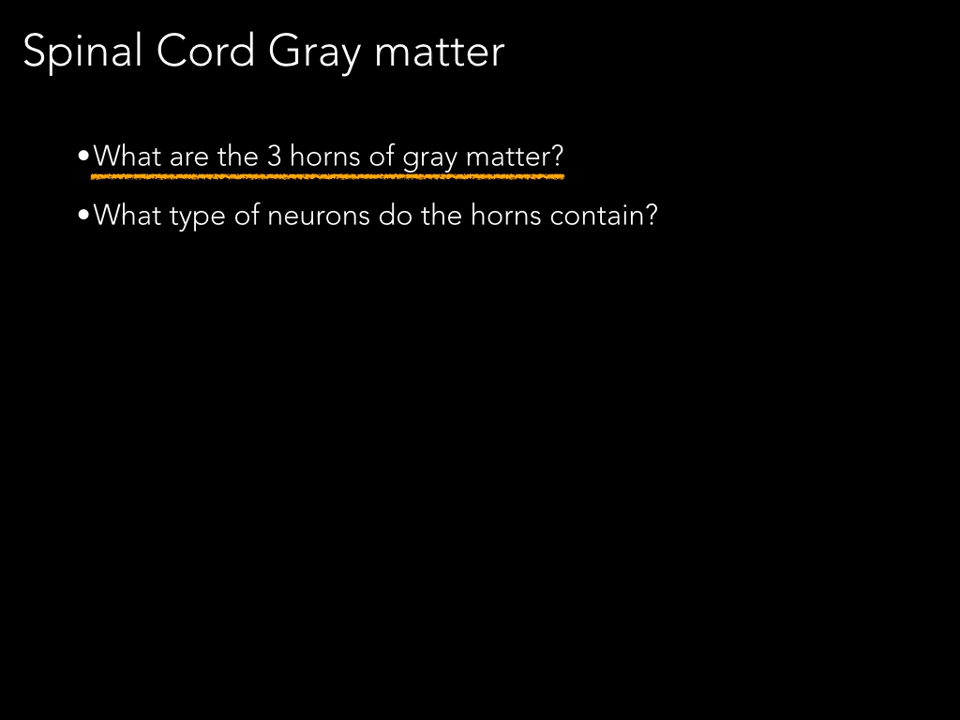 Spinal Cord Gray matter
•What are the 3 horns of gray matter?
•What type of neurons do the horns contain?